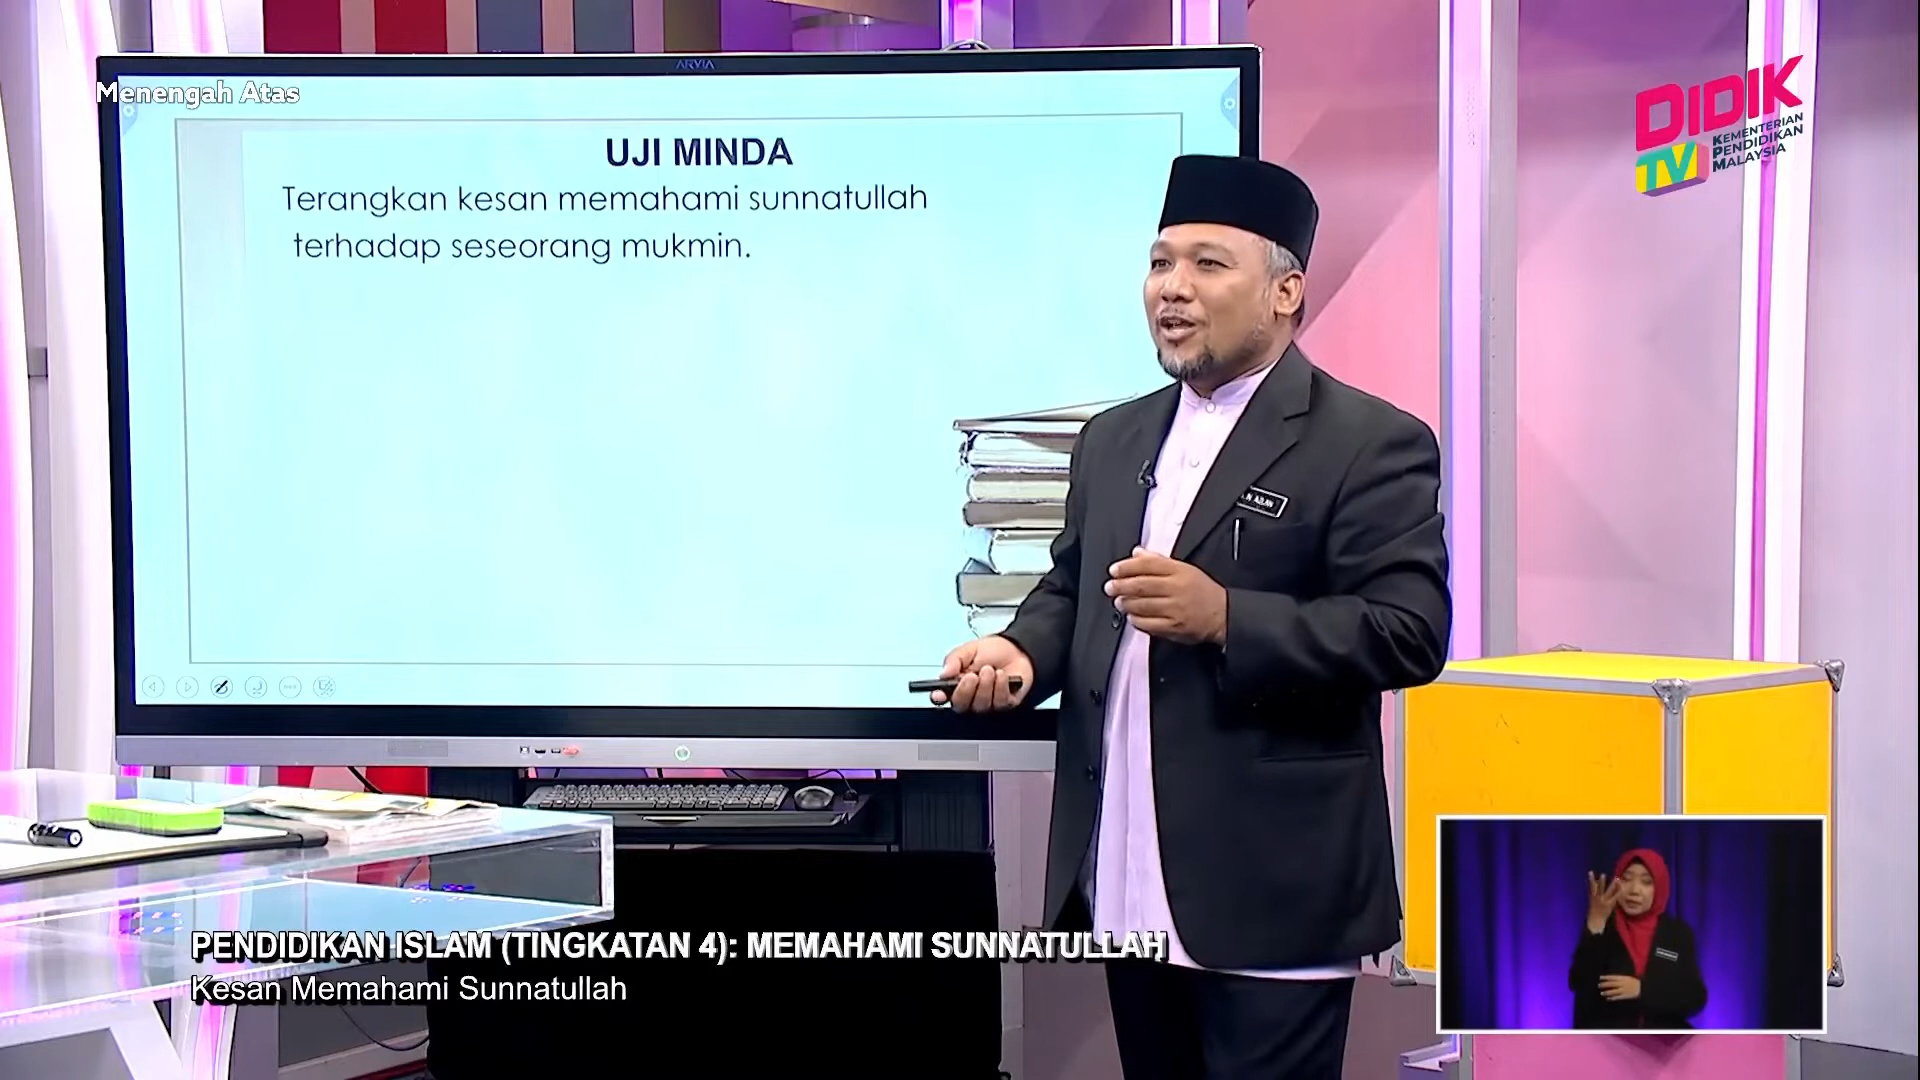 ARVIA
Menengah Atas
UJI MINDA
Terangkan kesan memahami sunnatullah
terhadap seseorang mukmin.
DIDIK
TV
KEMENTERIAN
PENDIDIKAN
MALAYSIA
N AZLAN
PENDIDIKAN ISLAM (TINGKATAN 4): MEMAHAMI SUNNATULLAH
Kesan Memahami Sunnatullah